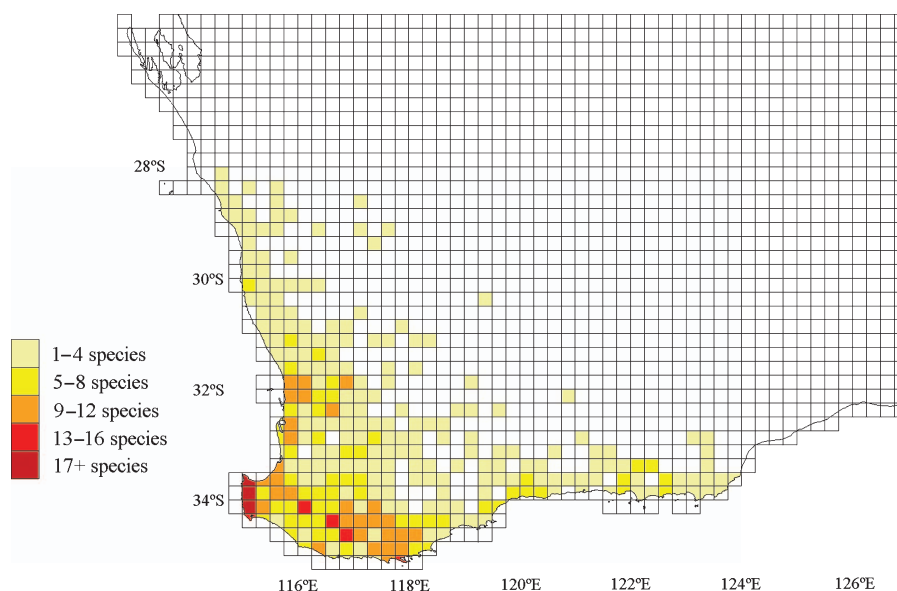 28ºS
30ºS
1–4 species
5–8 species
32ºS
9–12 species
13–16 species
17+ species
34ºS
116ºE 118ºE 120ºE 122ºE 124ºE 126ºE